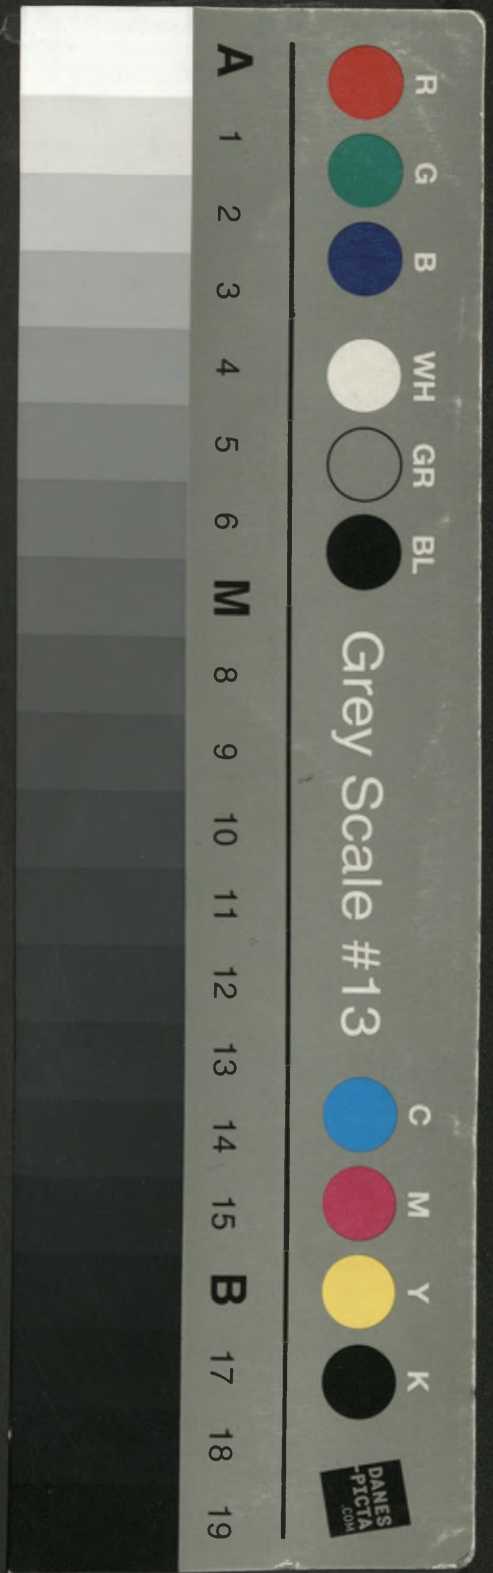 R G B WH GR BL C M Y K
Grey Scale #13
DANES
-PICTA
.COM
A 1 2 3 4 5 6 M 8 9 10 11 12 13 14 15 B 17 18 19